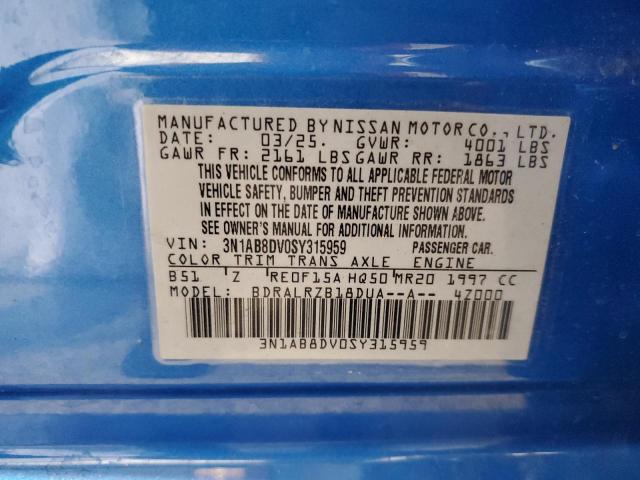 MANUFACTURED BY NISSAN MOTOR CO., LTD.
DATE: 03/25. GVWR: 4001 LBS
GAWR FR: 2161 LBS GAWR RR: 1863 LBS
THIS VEHICLE CONFORMS TO ALL APPLICABLE FEDERAL MOTOR
VEHICLE SAFETY, BUMPER AND THEFT PREVENTION STANDARDS
IN EFFECT ON THE DATE OF MANUFACTURE SHOWN ABOVE.
SEE OWNER'S MANUAL FOR ADDITIONAL INFORMATION.
VIN: 3N1AB8DV0SY315959 PASSENGER CAR.
COLOR TRIM TRANS AXLE ENGINE
B51 Z RE0F15A HQ50 MR20 1997 CC
MODEL: BDRALRZB18DUA--A-- 4Z000
3N1AB8DV0SY315959